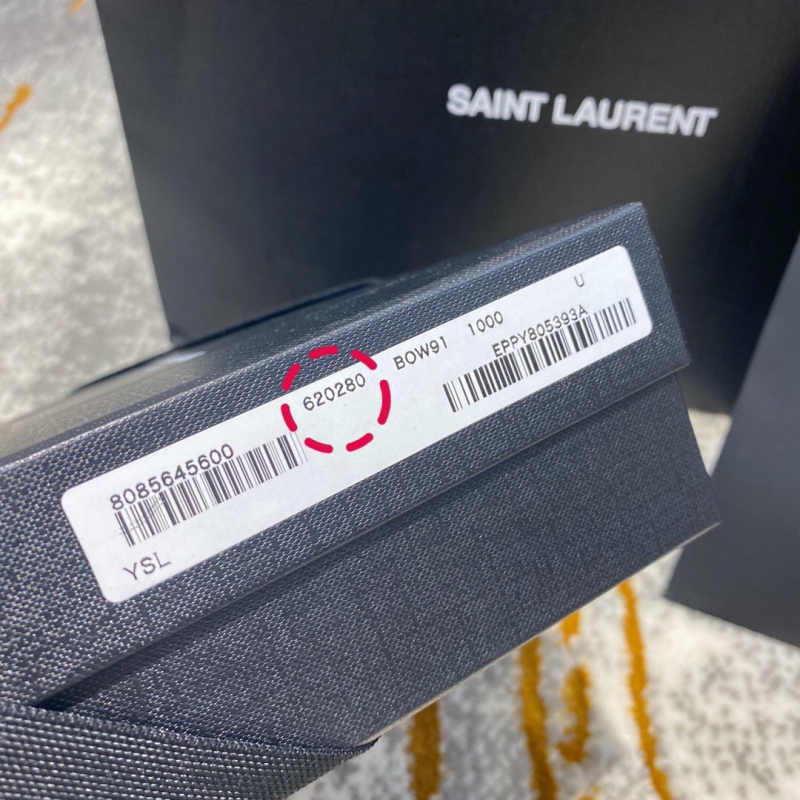 SAINT LAURENT
U
620280 BOW91 1000
EPPY805393A
8085645600
YSL